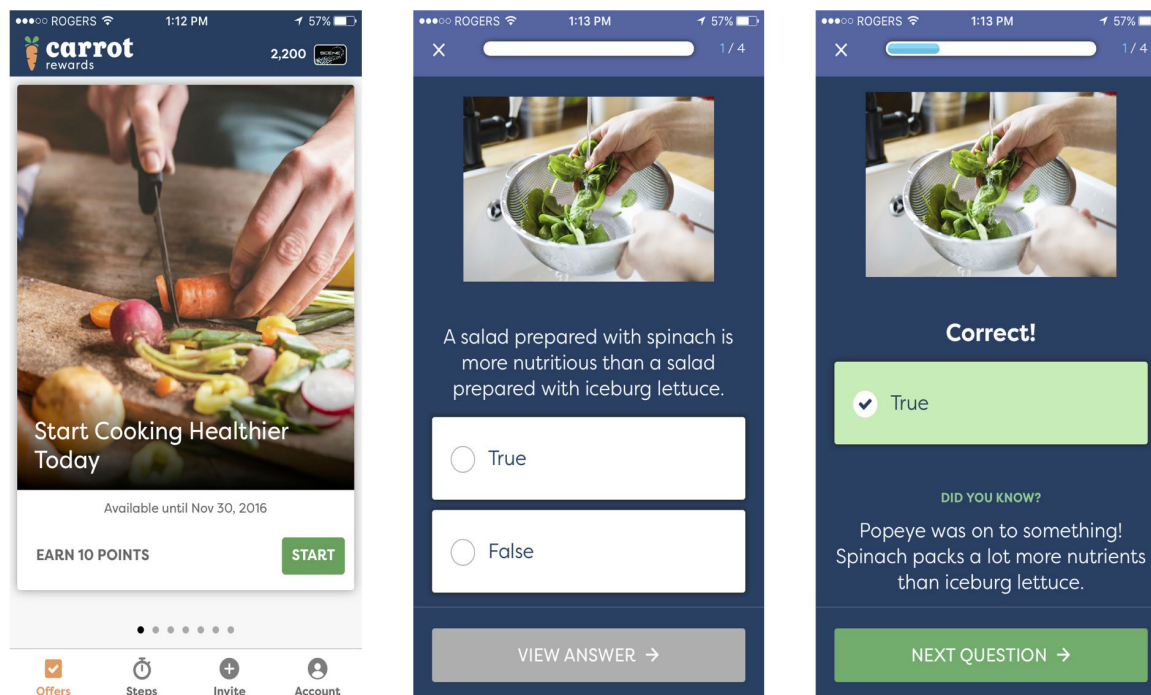 ●●●○○ ROGERS 1:12 PM 57%
carrot
rewards
2,200 SCENE
Start Cooking Healthier
Today
Available until Nov 30, 2016
EARN 10 POINTS START
Offers Steps Invite Account
●●●○○ ROGERS 1:13 PM 57%
× 1 / 4
A salad prepared with spinach is
more nutritious than a salad
prepared with iceburg lettuce.
True
False
VIEW ANSWER →
●●●○○ ROGERS 1:13 PM 57%
× 1 / 4
Correct!
True
DID YOU KNOW?
Popeye was on to something!
Spinach packs a lot more nutrients
than iceburg lettuce.
NEXT QUESTION →